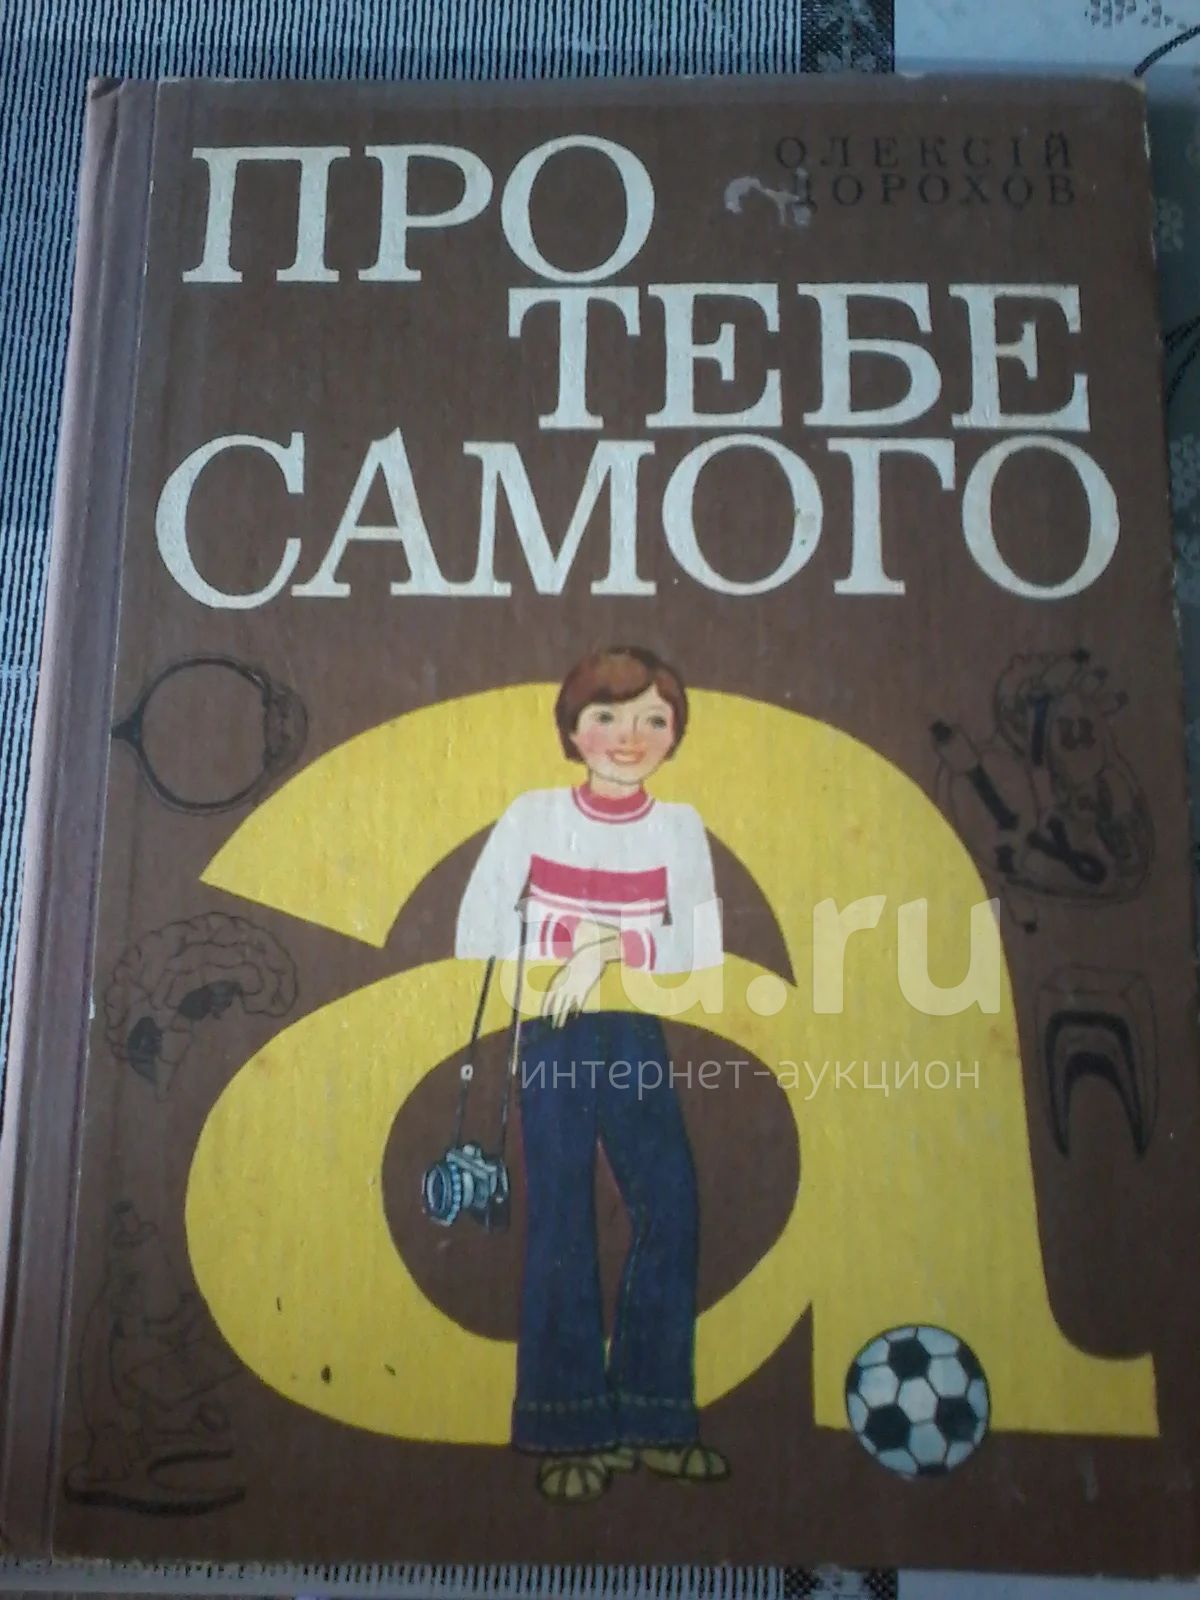 ОЛЕКСІЙ
ДОРОХОВ
ПРО
ТЕБЕ
САМОГО
а
au.ru
интернет-аукцион